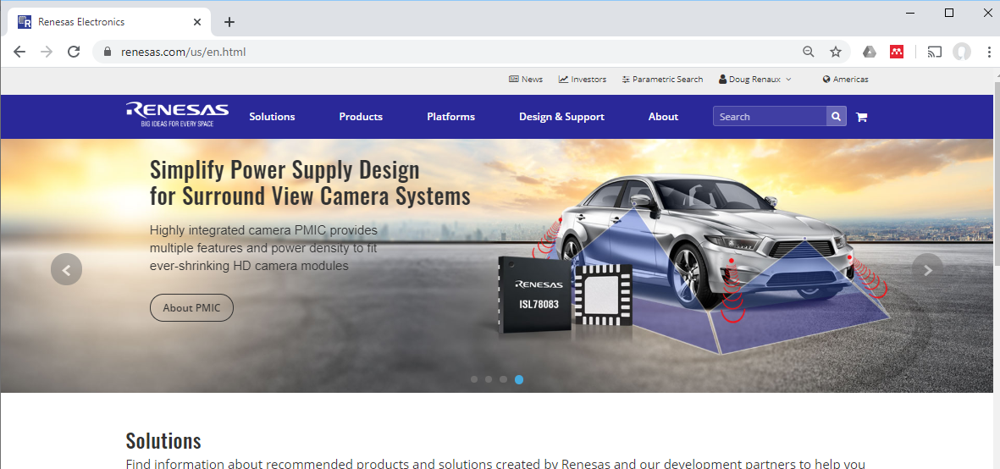 Renesas Electronics
renesas.com/us/en.html
News Investors Parametric Search Doug Renaux Americas
RENESAS
BIG IDEAS FOR EVERY SPACE
Solutions Products Platforms Design & Support About Search
Simplify Power Supply Design
for Surround View Camera Systems
Highly integrated camera PMIC provides
multiple features and power density to fit
ever-shrinking HD camera modules
About PMIC
RENESAS
ISL78083
Solutions
Find information about recommended products and solutions created by Renesas and our development partners to help you